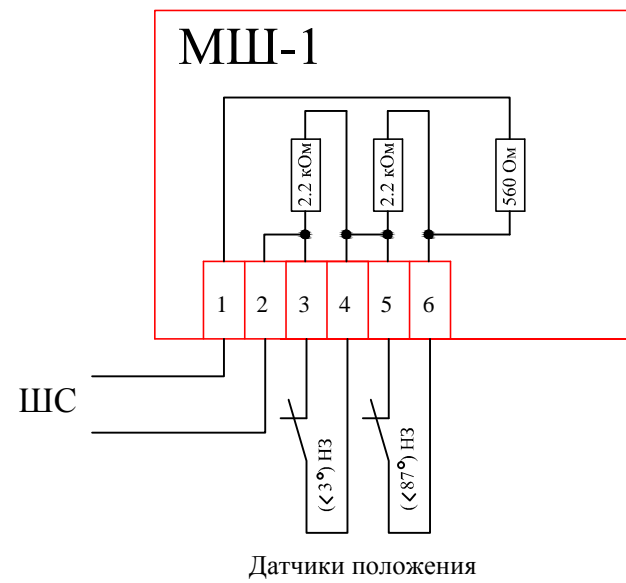 МШ-1
2.2 кОм
2.2 кОм
560 Ом
1 2 3 4 5 6
ШС
(<3°) НЗ
(<87°) НЗ
Датчики положения